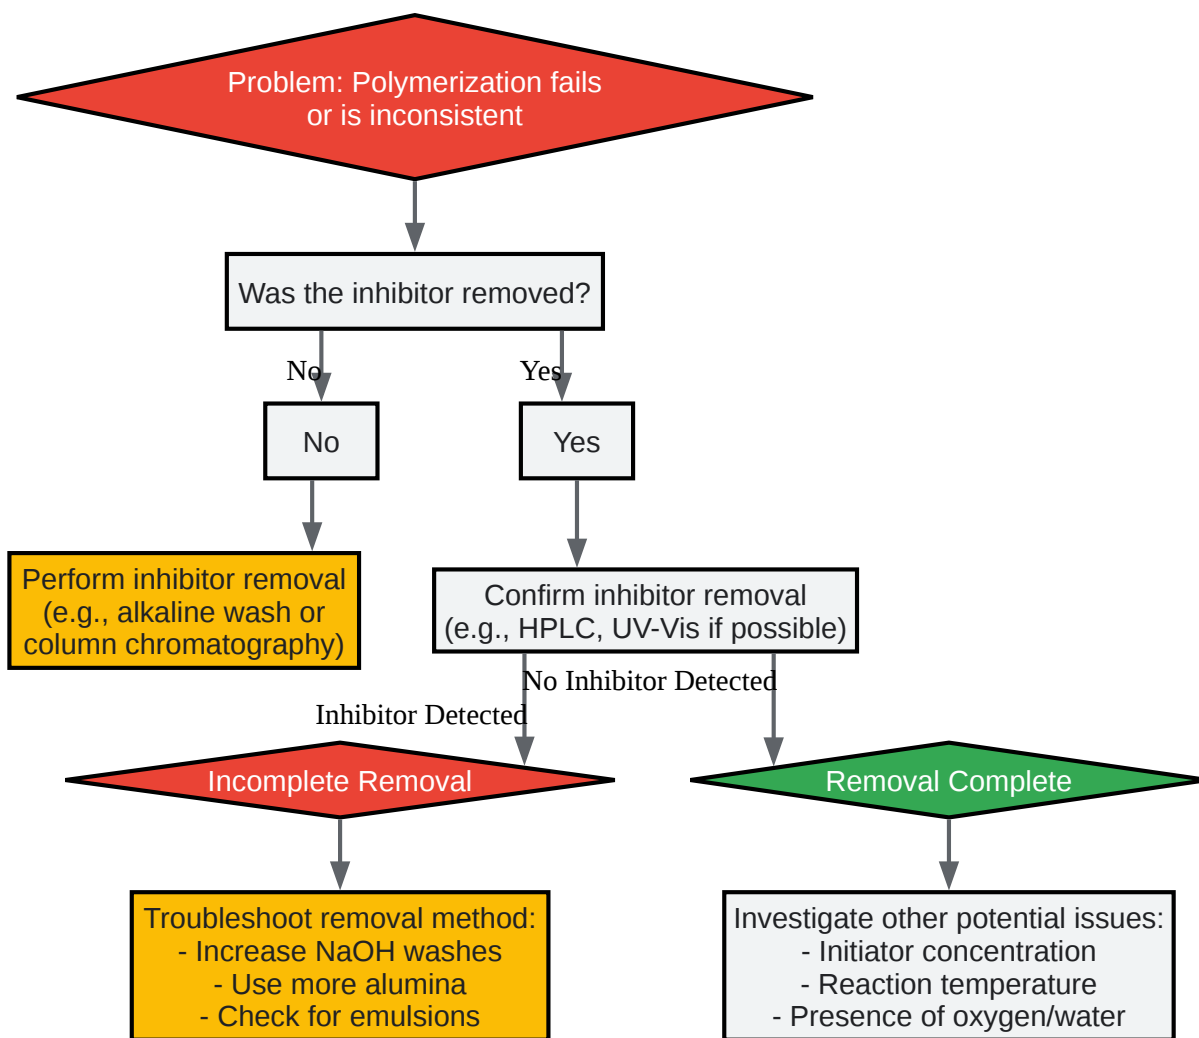 Problem: Polymerization fails
or is inconsistent
Was the inhibitor removed?
No
Yes
No
Yes
Perform inhibitor removal
(e.g., alkaline wash or
column chromatography)
Confirm inhibitor removal
(e.g., HPLC, UV-Vis if possible)
No Inhibitor Detected
Inhibitor Detected
Incomplete Removal
Removal Complete
Troubleshoot removal method:
- Increase NaOH washes
- Use more alumina
- Check for emulsions
Investigate other potential issues:
- Initiator concentration
- Reaction temperature
- Presence of oxygen/water